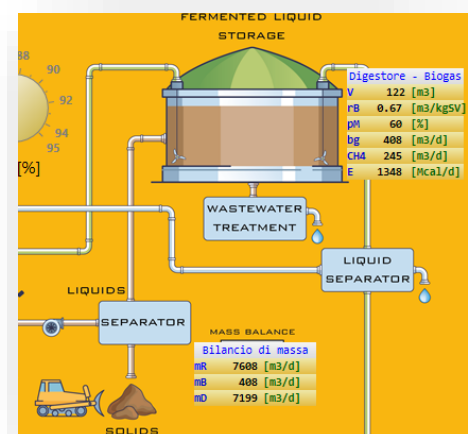 FERMENTED LIQUID
STORAGE
88
90
92
94
95
[%]
Digestore - Biogas
V 122 [m3]
rB 0.67 [m3/kgSV]
pM 60 [%]
bg 408 [m3/d]
CH4 245 [m3/d]
E 1348 [Mcal/d]
WASTEWATER
TREATMENT
LIQUID
SEPARATOR
LIQUIDS
SEPARATOR
MASS BALANCE
Bilancio di massa
mR 7608 [m3/d]
mB 408 [m3/d]
mD 7199 [m3/d]
SOLIDS